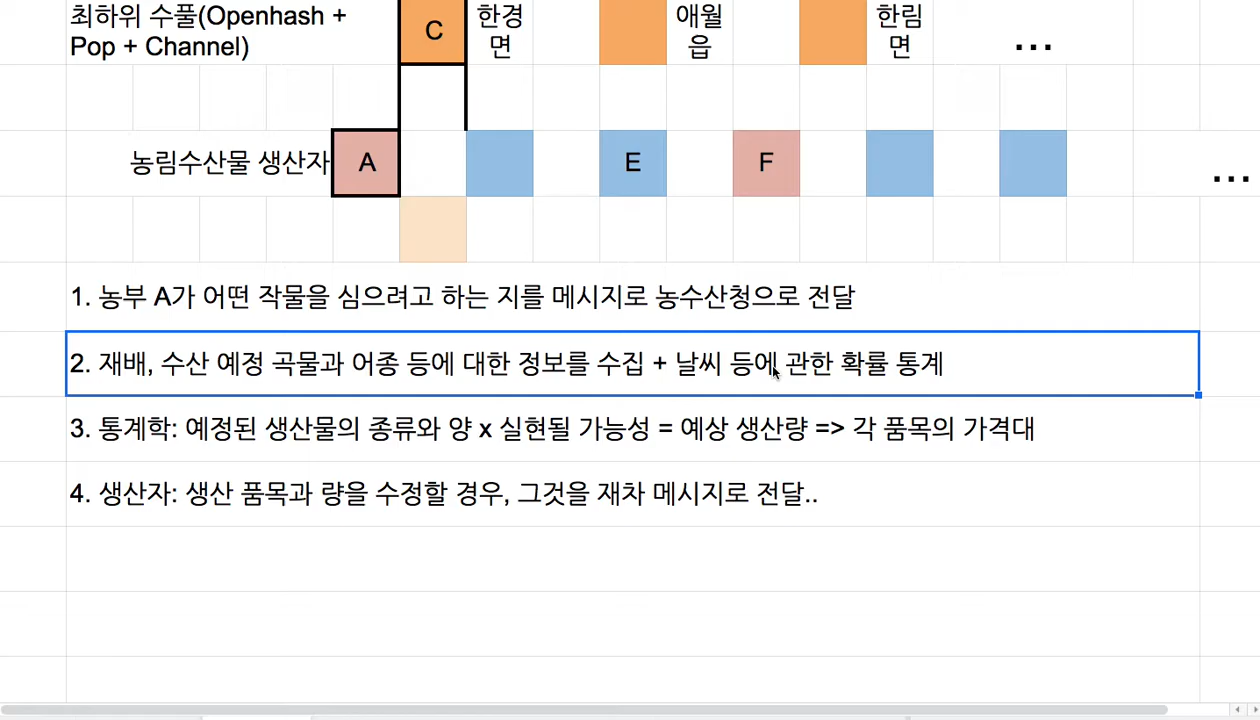 최하위 수풀(Openhash +
Pop + Channel)
C
한경
면
애월
읍
한림
면
...
농림수산물 생산자
A
E
F
...
1. 농부 A가 어떤 작물을 심으려고 하는 지를 메시지로 농수산청으로 전달
2. 재배, 수산 예정 곡물과 어종 등에 대한 정보를 수집 + 날씨 등에 관한 확률 통계
3. 통계학: 예정된 생산물의 종류와 양 x 실현될 가능성 = 예상 생산량 => 각 품목의 가격대
4. 생산자: 생산 품목과 량을 수정할 경우, 그것을 재차 메시지로 전달..